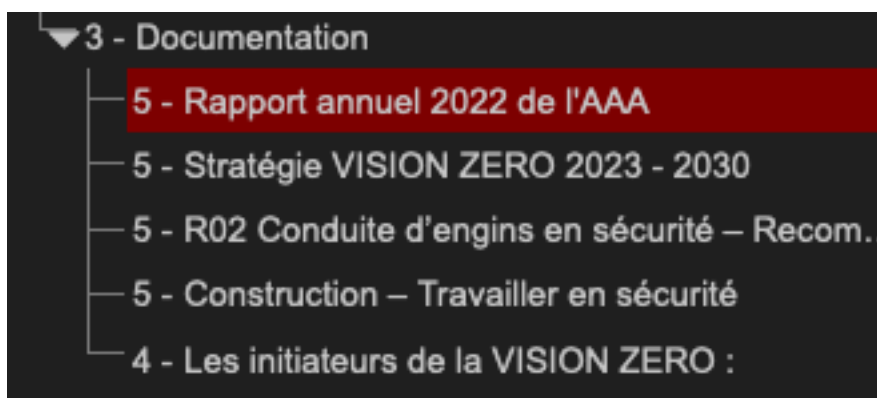 3 - Documentation
5 - Rapport annuel 2022 de l'AAA
5 - Stratégie VISION ZERO 2023 - 2030
5 - R02 Conduite d’engins en sécurité – Recom...
5 - Construction – Travailler en sécurité
4 - Les initiateurs de la VISION ZERO :